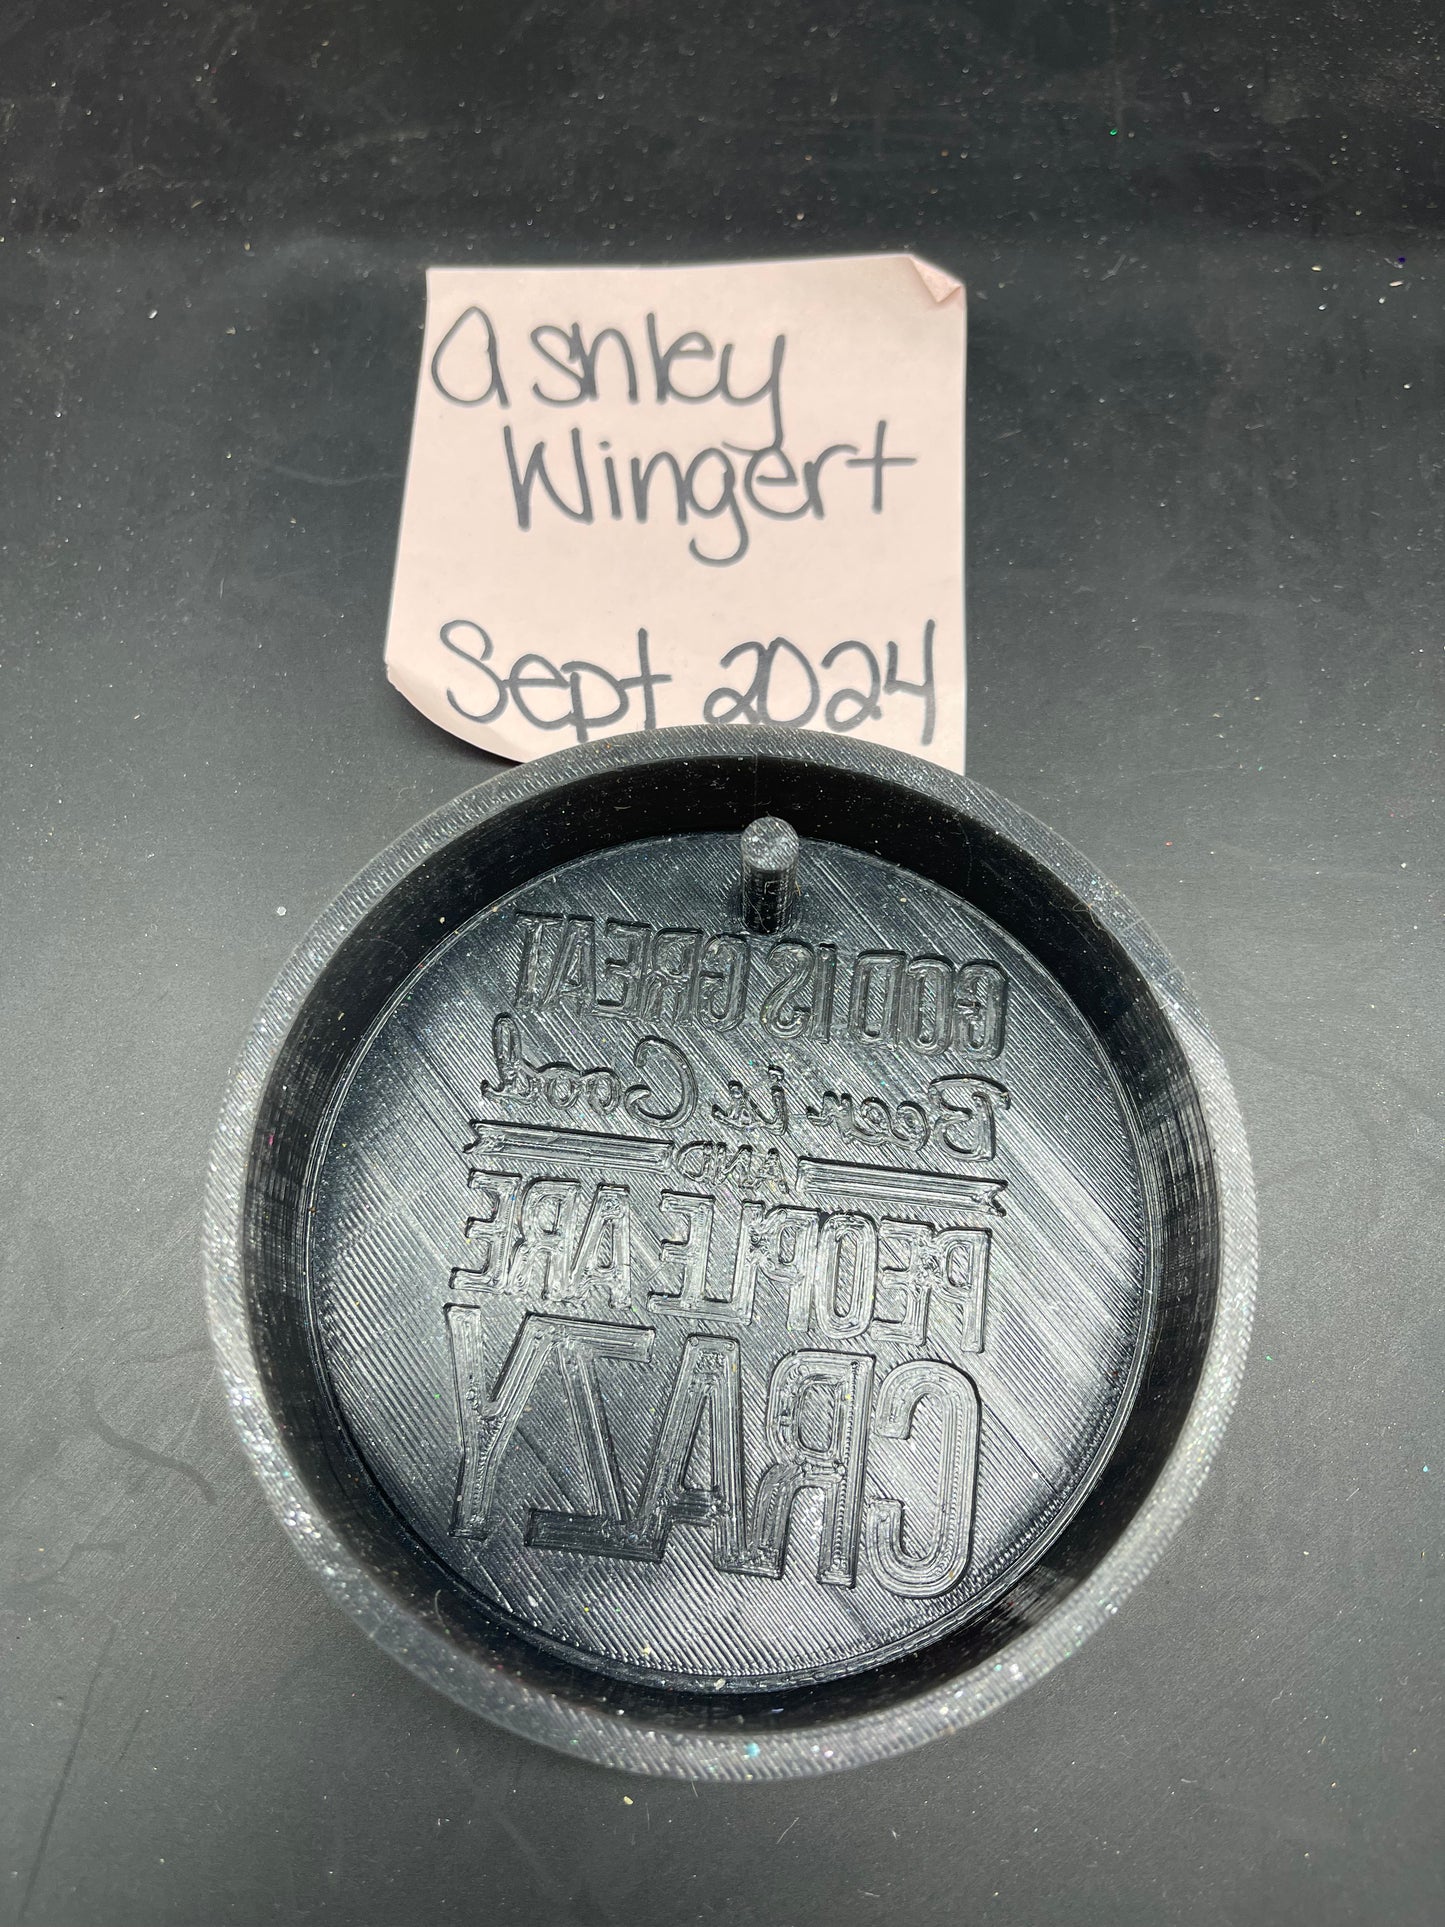 Ashley
Wingert
Sept 2024
GOD IS GREAT
Beer is Good
AND
PEOPLE ARE
CRAZY